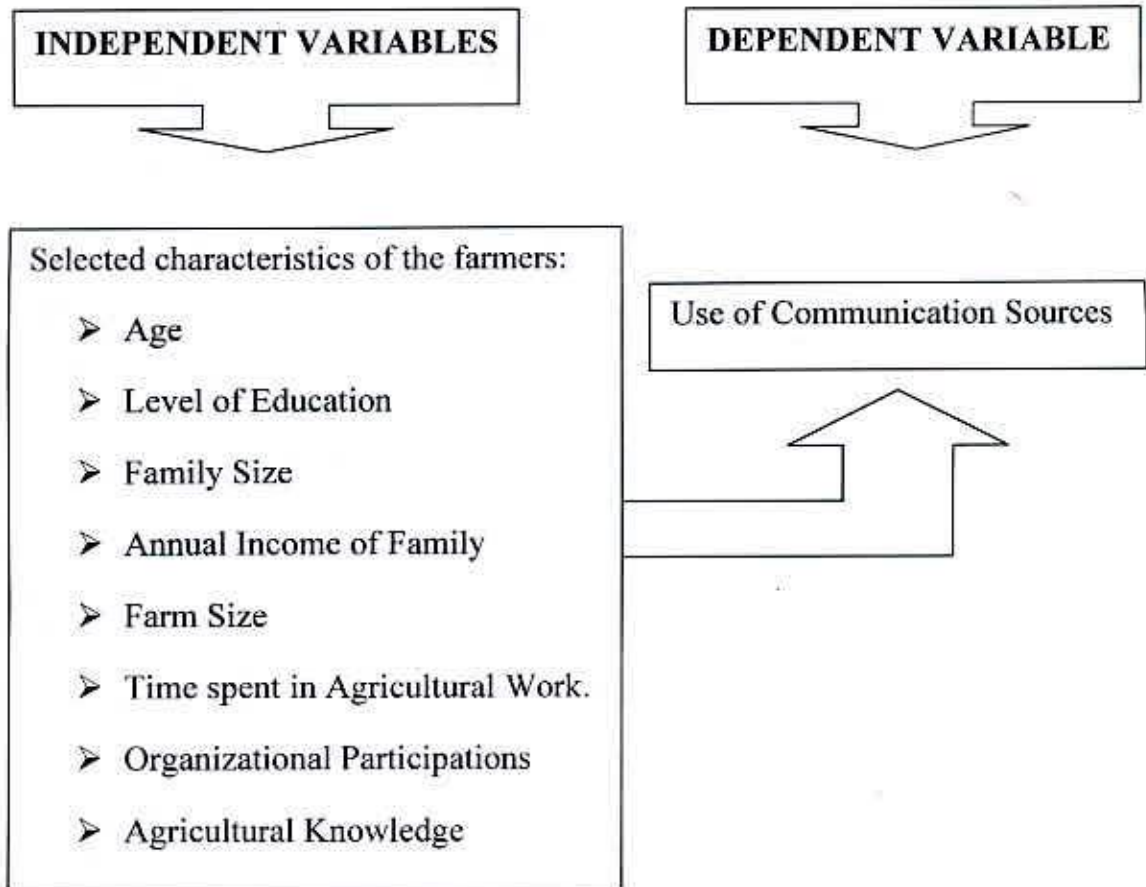 INDEPENDENT VARIABLES
DEPENDENT VARIABLE
Selected characteristics of the farmers:
➤ Age
➤ Level of Education
➤ Family Size
➤ Annual Income of Family
➤ Farm Size
➤ Time spent in Agricultural Work.
➤ Organizational Participations
➤ Agricultural Knowledge
Use of Communication Sources